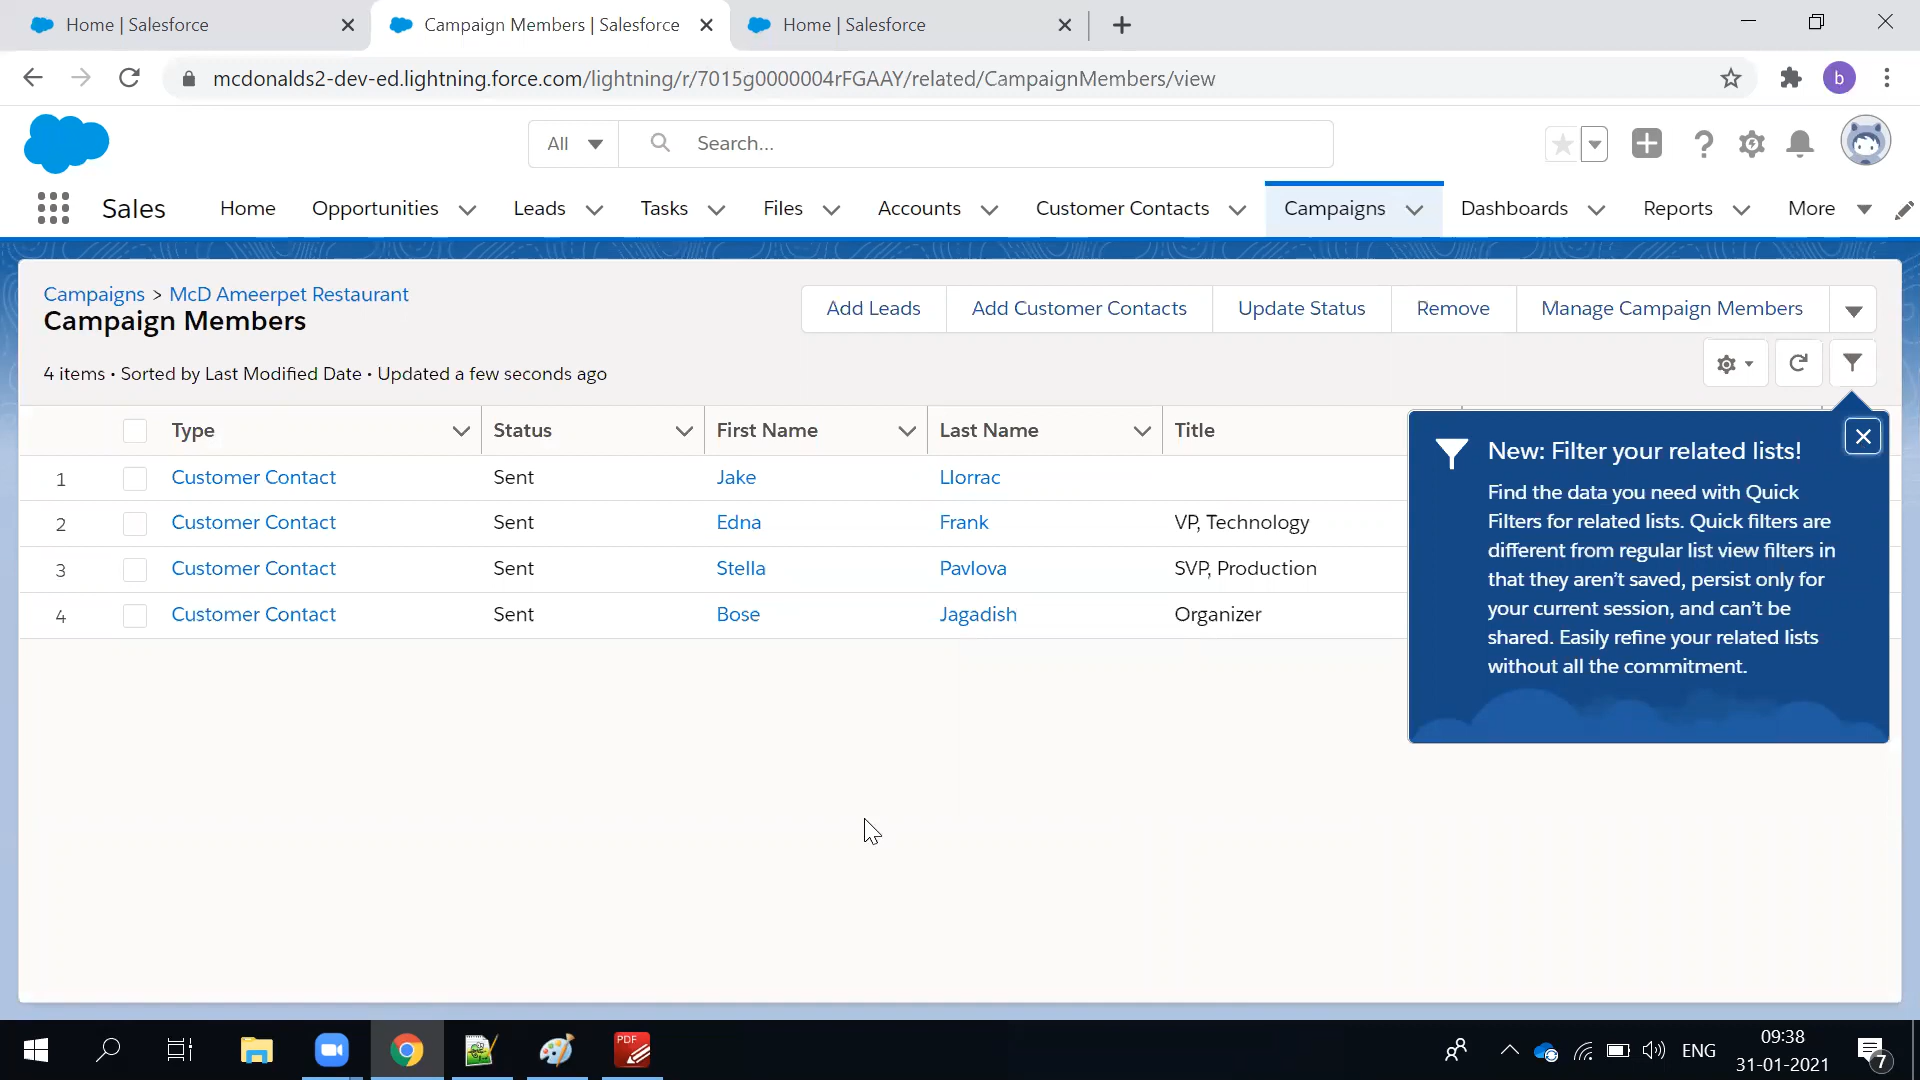 Home | Salesforce
Campaign Members | Salesforce
Home | Salesforce
mcdonalds2-dev-ed.lightning.force.com/lightning/r/7015g0000004rFGAAY/related/CampaignMembers/view
b
All
Search...
Sales
Home
Opportunities
Leads
Tasks
Files
Accounts
Customer Contacts
Campaigns
Dashboards
Reports
More
Campaigns > McD Ameerpet Restaurant
Campaign Members
Add Leads
Add Customer Contacts
Update Status
Remove
Manage Campaign Members
4 items • Sorted by Last Modified Date • Updated a few seconds ago
Type Status First Name Last Name Title
1 Customer Contact Sent Jake Llorrac
2 Customer Contact Sent Edna Frank VP, Technology
3 Customer Contact Sent Stella Pavlova SVP, Production
4 Customer Contact Sent Bose Jagadish Organizer
New: Filter your related lists!
Find the data you need with Quick
Filters for related lists. Quick filters are
different from regular list view filters in
that they aren't saved, persist only for
your current session, and can't be
shared. Easily refine your related lists
without all the commitment.
PDF
ENG
09:38
31-01-2021
7